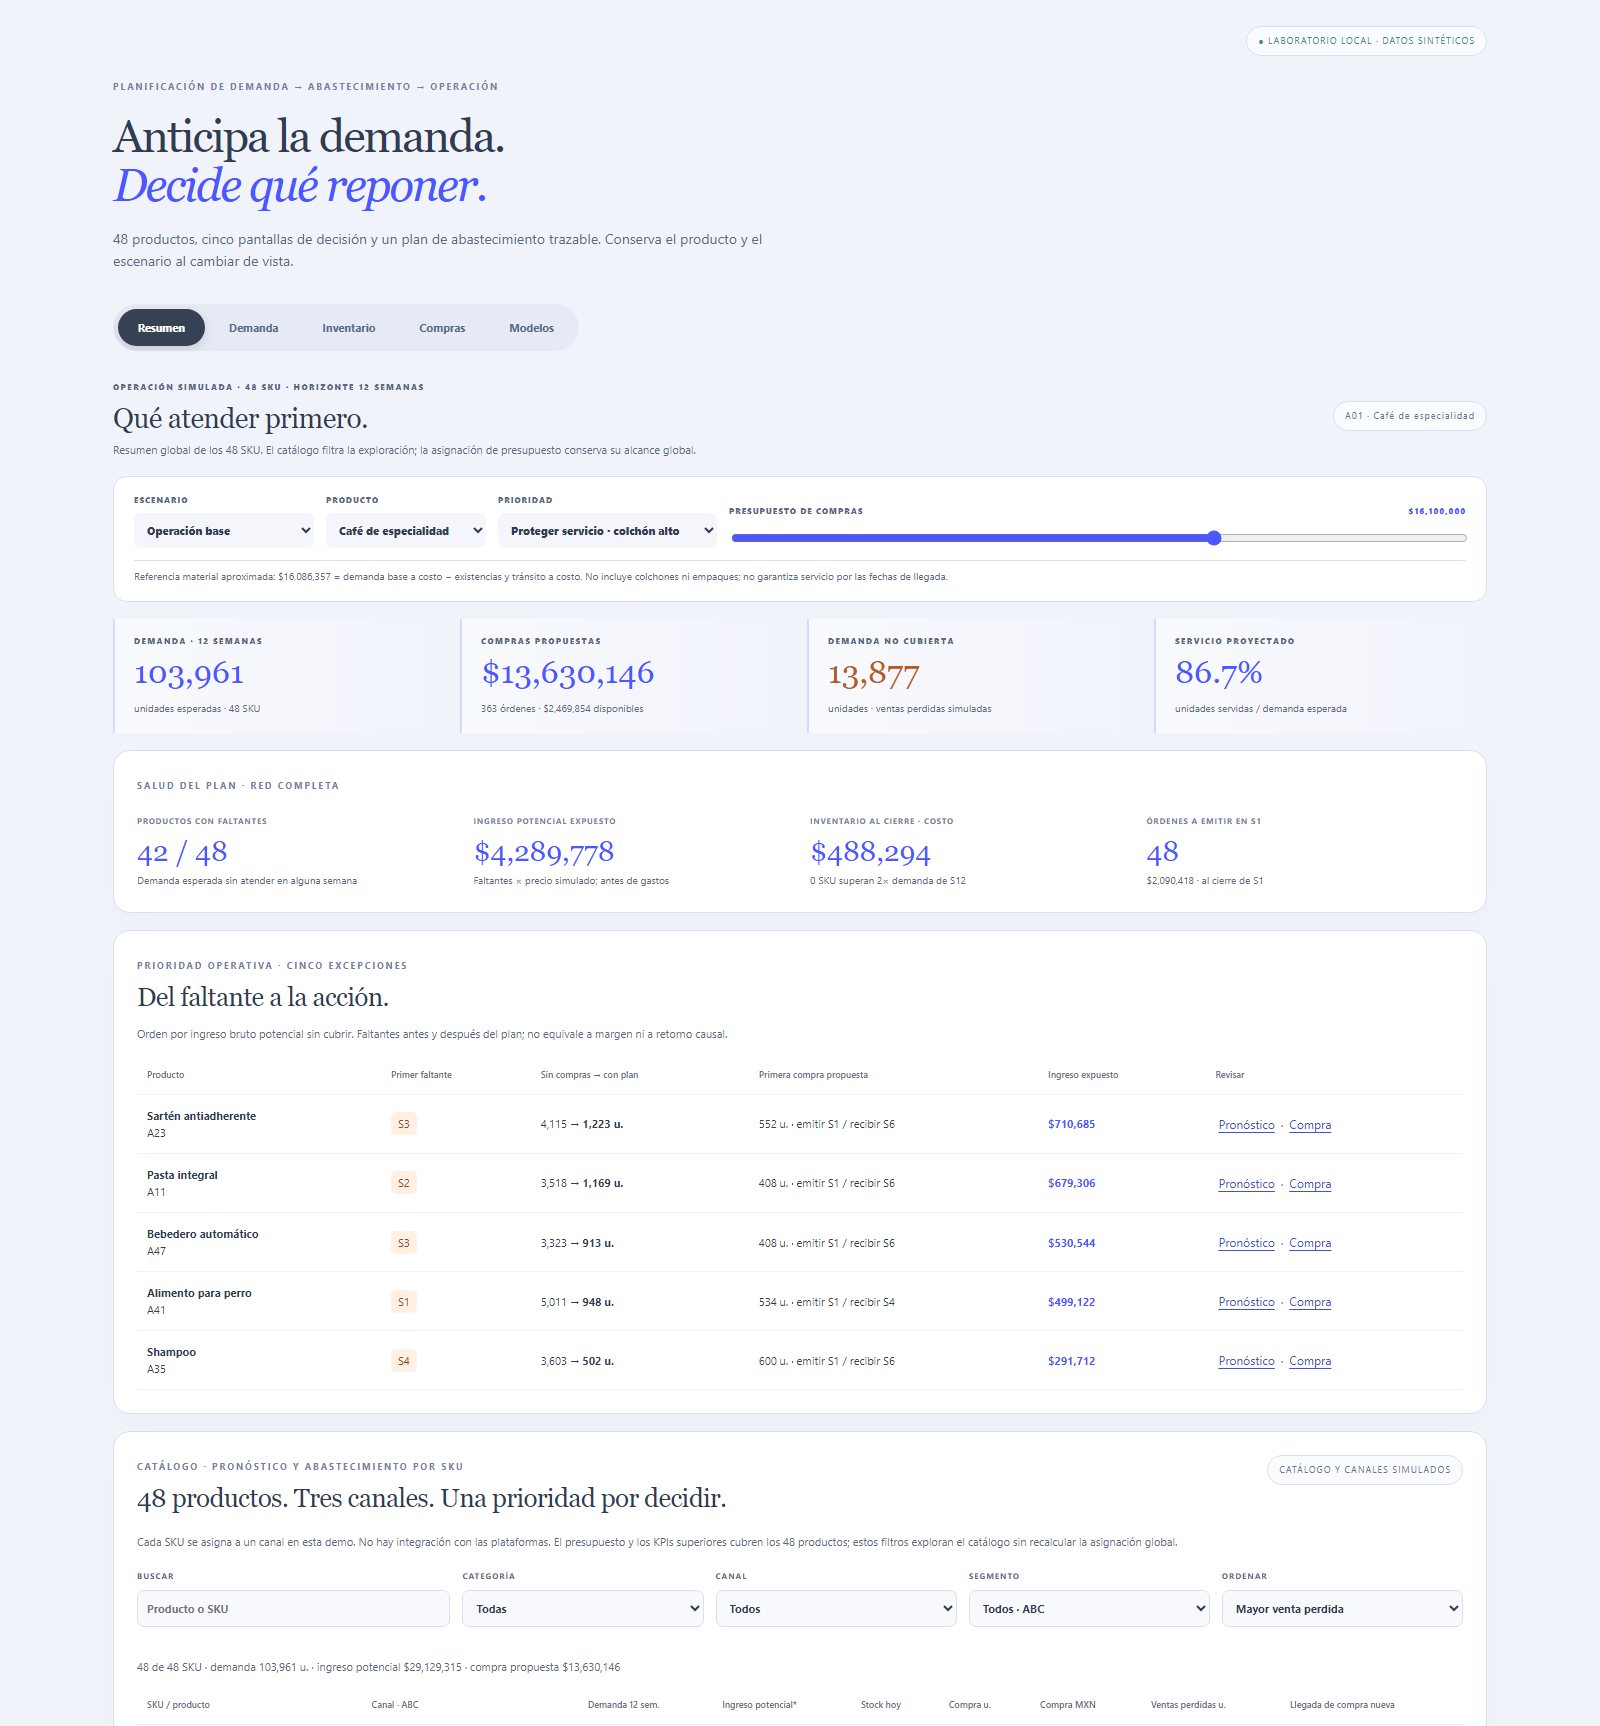 ● LABORATORIO LOCAL · DATOS SINTÉTICOS
PLANIFICACIÓN DE DEMANDA → ABASTECIMIENTO → OPERACIÓN
Anticipa la demanda.
Decide qué reponer.
48 productos, cinco pantallas de decisión y un plan de abastecimiento trazable. Conserva el producto y el
escenario al cambiar de vista.
Resumen Demanda Inventario Compras Modelos
OPERACIÓN SIMULADA · 48 SKU · HORIZONTE 12 SEMANAS
Qué atender primero.
A01 · Café de especialidad
Resumen global de los 48 SKU. El catálogo filtra la exploración; la asignación de presupuesto conserva su alcance global.
ESCENARIO PRODUCTO PRIORIDAD PRESUPUESTO DE COMPRAS $16,100,000
Operación base Café de especialidad Proteger servicio · colchón alto
Referencia material aproximada: $16,086,357 = demanda base a costo − existencias y tránsito a costo. No incluye colchones ni empaques; no garantiza servicio por las fechas de llegada.
DEMANDA · 12 SEMANAS COMPRAS PROPUESTAS DEMANDA NO CUBIERTA SERVICIO PROYECTADO
103,961 $13,630,146 13,877 86.7%
unidades esperadas · 48 SKU 363 órdenes · $2,469,854 disponibles unidades · ventas perdidas simuladas unidades servidas / demanda esperada
SALUD DEL PLAN · RED COMPLETA
PRODUCTOS CON FALTANTES INGRESO POTENCIAL EXPUESTO INVENTARIO AL CIERRE · COSTO ÓRDENES A EMITIR EN S1
42 / 48 $4,289,778 $488,294 48
Demanda esperada sin atender en alguna semana Faltantes × precio simulado; antes de gastos 0 SKU superan 2× demanda de S12 $2,090,418 · al cierre de S1
PRIORIDAD OPERATIVA · CINCO EXCEPCIONES
Del faltante a la acción.
Orden por ingreso bruto potencial sin cubrir. Faltantes antes y después del plan; no equivale a margen ni a retorno causal.
Producto Primer faltante Sin compras → con plan Primera compra propuesta Ingreso expuesto Revisar
Sartén antiadherente
A23 S3 4,115 → 1,223 u. 552 u. · emitir S1 / recibir S6 $710,685 Pronóstico · Compra
Pasta integral
A11 S2 3,518 → 1,169 u. 408 u. · emitir S1 / recibir S6 $679,306 Pronóstico · Compra
Bebedero automático
A47 S3 3,323 → 913 u. 408 u. · emitir S1 / recibir S6 $530,544 Pronóstico · Compra
Alimento para perro
A41 S1 5,011 → 948 u. 534 u. · emitir S1 / recibir S4 $499,122 Pronóstico · Compra
Shampoo
A35 S4 3,603 → 502 u. 600 u. · emitir S1 / recibir S6 $291,712 Pronóstico · Compra
CATÁLOGO · PRONÓSTICO Y ABASTECIMIENTO POR SKU
CATÁLOGO Y CANALES SIMULADOS
48 productos. Tres canales. Una prioridad por decidir.
Cada SKU se asigna a un canal en esta demo. No hay integración con las plataformas. El presupuesto y los KPIs superiores cubren los 48 productos; estos filtros exploran el catálogo sin recalcular la asignación global.
BUSCAR CATEGORÍA CANAL SEGMENTO ORDENAR
Producto o SKU Todas Todos Todos · ABC Mayor venta perdida
48 de 48 SKU · demanda 103,961 u. · ingreso potencial $29,129,315 · compra propuesta $13,630,146
SKU / producto Canal · ABC Demanda 12 sem. Ingreso potencial* Stock hoy Compra u. Compra MXN Ventas perdidas u. Llegada de compra nueva